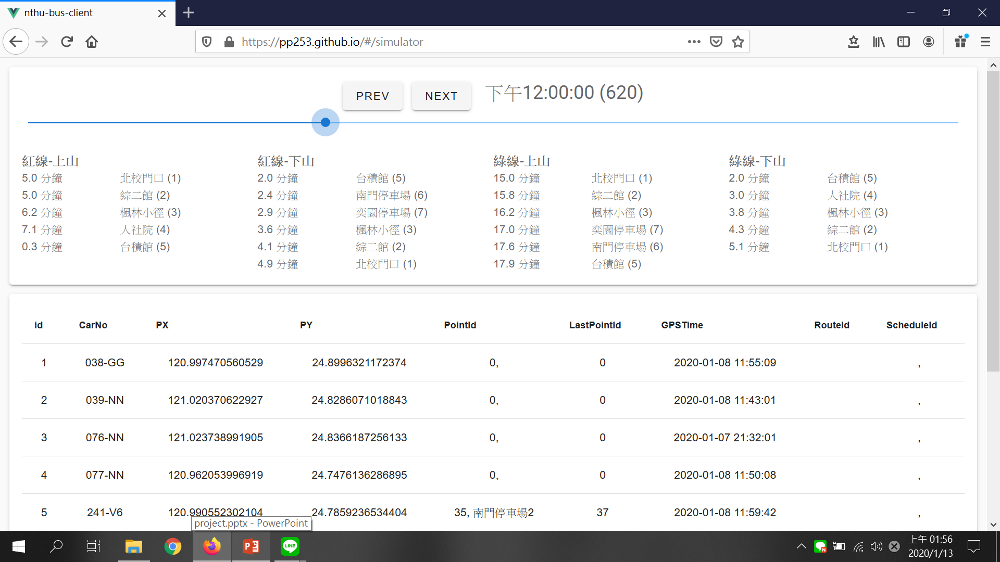 nthu-bus-client
https://pp253.github.io/#/simulator
PREV NEXT 下午12:00:00 (620)
紅線-上山
5.0 分鐘 北校門口 (1)
5.0 分鐘 綜二館 (2)
6.2 分鐘 楓林小徑 (3)
7.1 分鐘 人社院 (4)
0.3 分鐘 台積館 (5)
紅線-下山
2.0 分鐘 台積館 (5)
2.4 分鐘 南門停車場 (6)
2.9 分鐘 奕園停車場 (7)
3.6 分鐘 楓林小徑 (3)
4.1 分鐘 綜二館 (2)
4.9 分鐘 北校門口 (1)
綠線-上山
15.0 分鐘 北校門口 (1)
15.8 分鐘 綜二館 (2)
16.2 分鐘 楓林小徑 (3)
17.0 分鐘 奕園停車場 (7)
17.6 分鐘 南門停車場 (6)
17.9 分鐘 台積館 (5)
綠線-下山
2.0 分鐘 台積館 (5)
3.0 分鐘 人社院 (4)
3.8 分鐘 楓林小徑 (3)
4.3 分鐘 綜二館 (2)
5.1 分鐘 北校門口 (1)
id CarNo PX PY PointId LastPointId GPSTime RouteId ScheduleId
1 038-GG 120.997470560529 24.8996321172374 0, 0 2020-01-08 11:55:09 ,
2 039-NN 121.020370622927 24.8286071018843 0, 0 2020-01-08 11:43:01 ,
3 076-NN 121.023738991905 24.8366187256133 0, 0 2020-01-07 21:32:01 ,
4 077-NN 120.962053996919 24.7476136286895 0, 0 2020-01-08 11:50:08 ,
5 241-V6 120.990552302104 24.7859236534404 35, 南門停車場2 37 2020-01-08 11:59:42 ,
project.pptx - PowerPoint
LINE
N
上午 01:56
2020/1/13